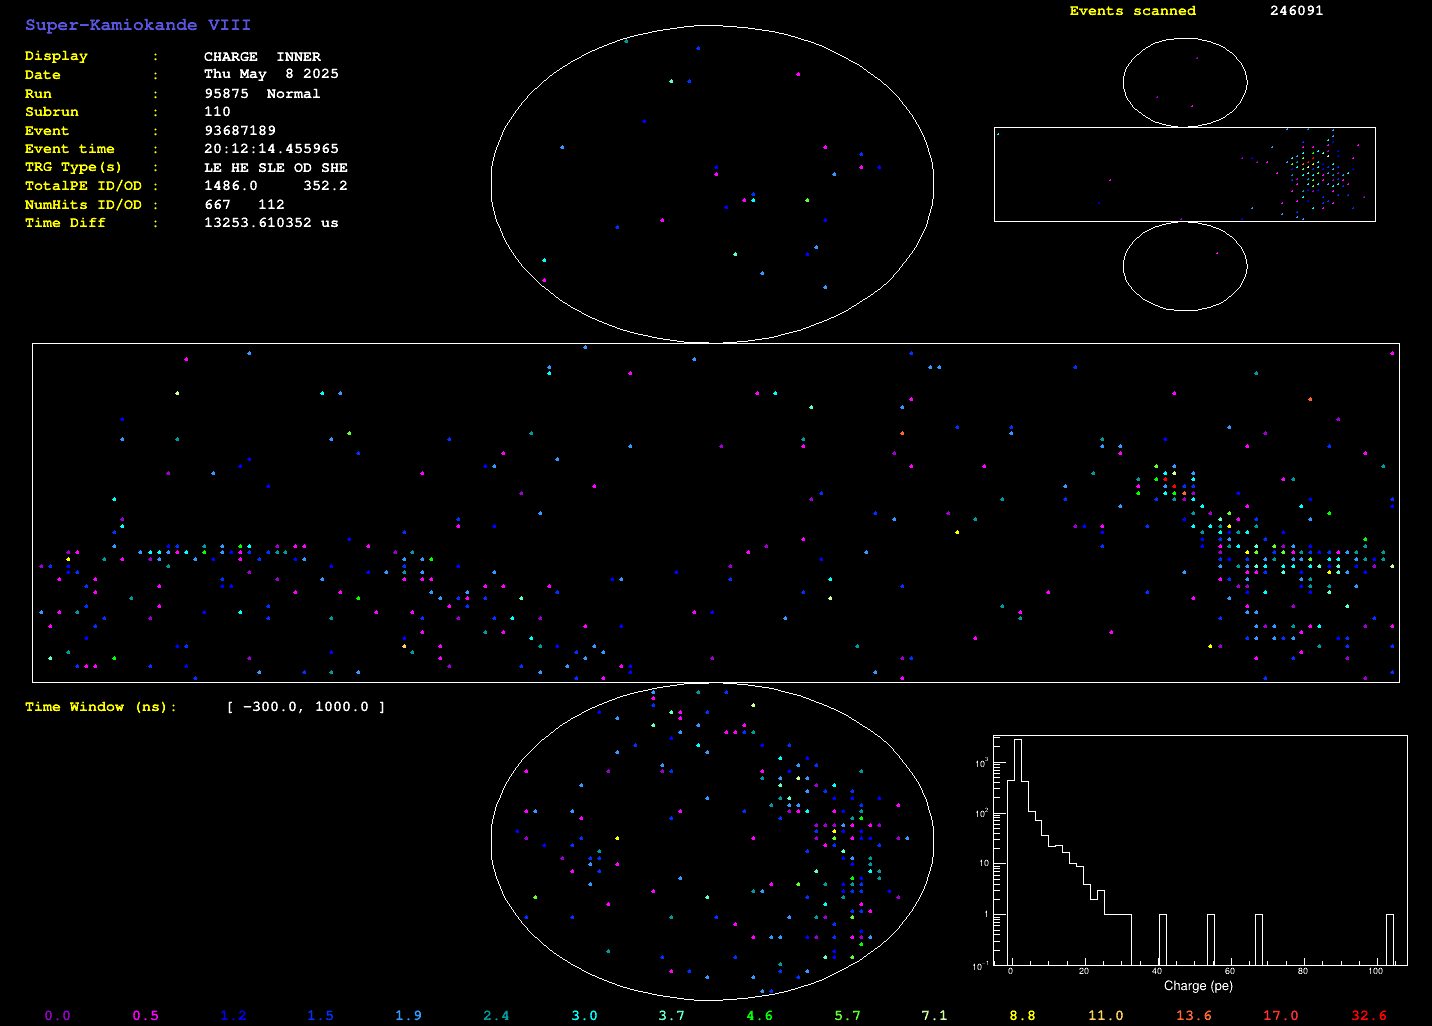 Super-Kamiokande VIII
Display : CHARGE INNER
Date : Thu May 8 2025
Run : 95875 Normal
Subrun : 110
Event : 93687189
Event time : 20:12:14.455965
TRG Type(s) : LE HE SLE OD SHE
TotalPE ID/OD : 1486.0 352.2
NumHits ID/OD : 667 112
Time Diff : 13253.610352 us
Events scanned 246091
Time Window (ns): [ -300.0, 1000.0 ]
10^3
10^2
10
1
10^-1
0 20 40 60 80 100
Charge (pe)
0.0 0.5 1.2 1.5 1.9 2.4 3.0 3.7 4.6 5.7 7.1 8.8 11.0 13.6 17.0 32.6